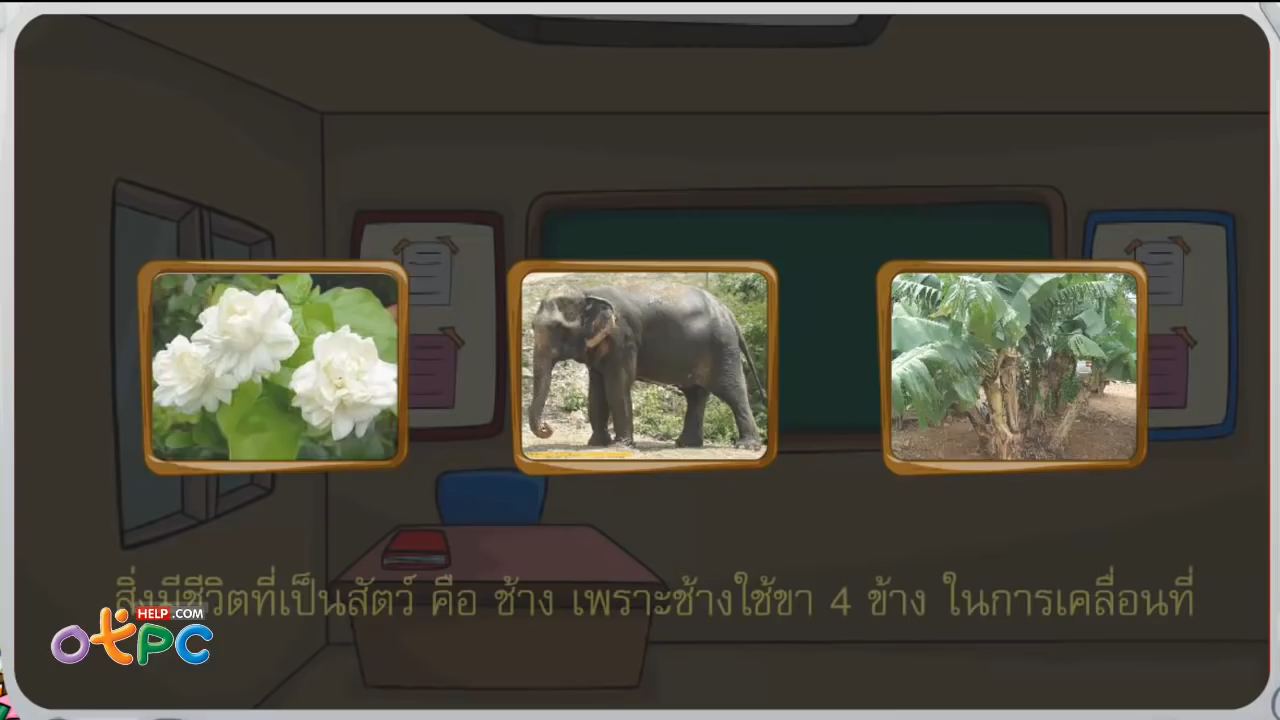 สิ่งมีชีวิตที่เป็นสัตว์ คือ ช้าง เพราะช้างใช้ขา 4 ข้าง ในการเคลื่อนที่
HELP.COM
otpc